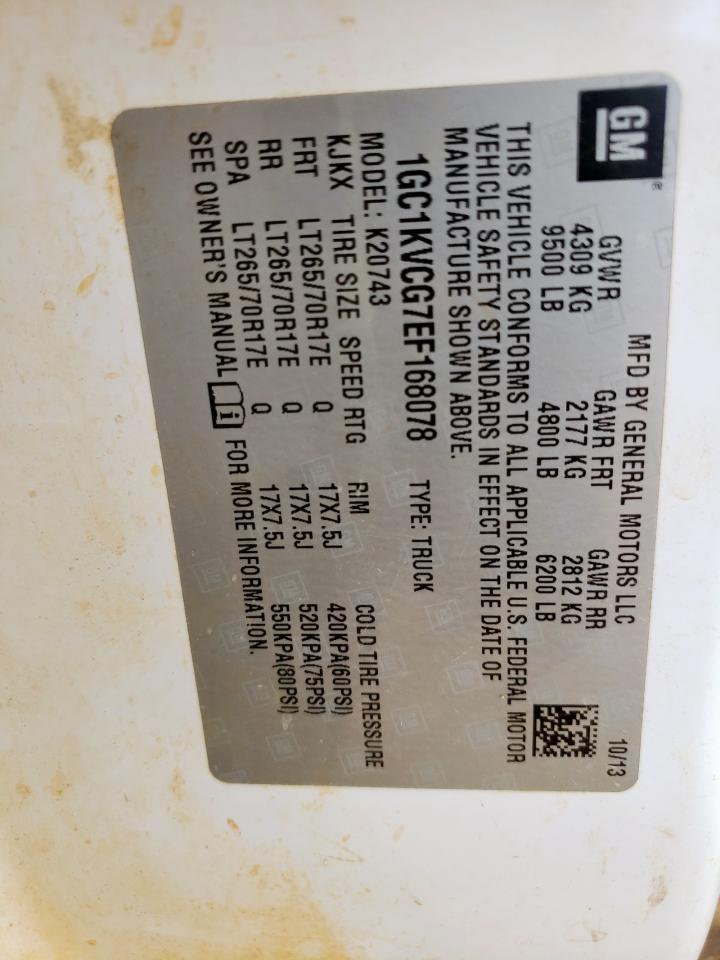 GM®
MFD BY GENERAL MOTORS LLC 10/13
GVWR GAWR FRT GAWR RR
4309 KG 2177 KG 2812 KG
9500 LB 4800 LB 6200 LB
THIS VEHICLE CONFORMS TO ALL APPLICABLE U.S. FEDERAL MOTOR
VEHICLE SAFETY STANDARDS IN EFFECT ON THE DATE OF
MANUFACTURE SHOWN ABOVE.
1GC1KVCG7EF168078 TYPE: TRUCK
MODEL: K20743
KJKX TIRE SIZE SPEED RTG RIM COLD TIRE PRESSURE
FRT LT265/70R17E Q 17X7.5J 420KPA(60PSI)
RR LT265/70R17E Q 17X7.5J 520KPA(75PSI)
SPA LT265/70R17E Q 17X7.5J 550KPA(80PSI)
SEE OWNER'S MANUAL i FOR MORE INFORMATION.